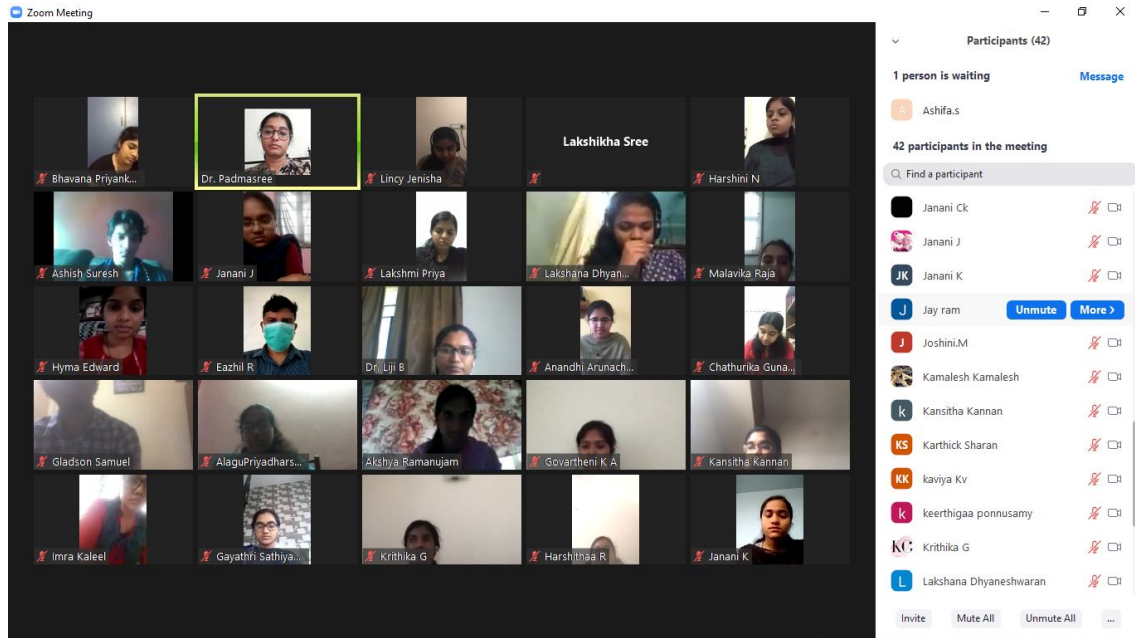 Zoom Meeting
Participants (42)
1 person is waiting Message
A Ashifa.s
42 participants in the meeting
Find a participant
Janani Ck
Janani J
JK Janani K
J Jay ram Unmute More >
J Joshini.M
Kamalesh Kamalesh
k Kansitha Kannan
KS Karthick Sharan
KK kaviya Kv
k keerthigaa ponnusamy
KG Krithika G
L Lakshana Dhyaneshwaran
Invite Mute All Unmute All ...
Bhavana Priyank...
Dr. Padmasree
Lincy Jenisha
Lakshikha Sree
Harshini N
Ashish Suresh
Janani J
Lakshmi Priya
Lakshana Dhyan...
Malavika Raja
Hyma Edward
Eazhil R
Dr. Liji B
Anandhi Arunach...
Chathurika Guna...
Gladson Samuel
AlaguPriyadhars...
Akshya Ramanujam
Govartheni K A
Kansitha Kannan
Imra Kaleel
Gayathri Sathiya...
Krithika G
Harshithaa R
Janani K